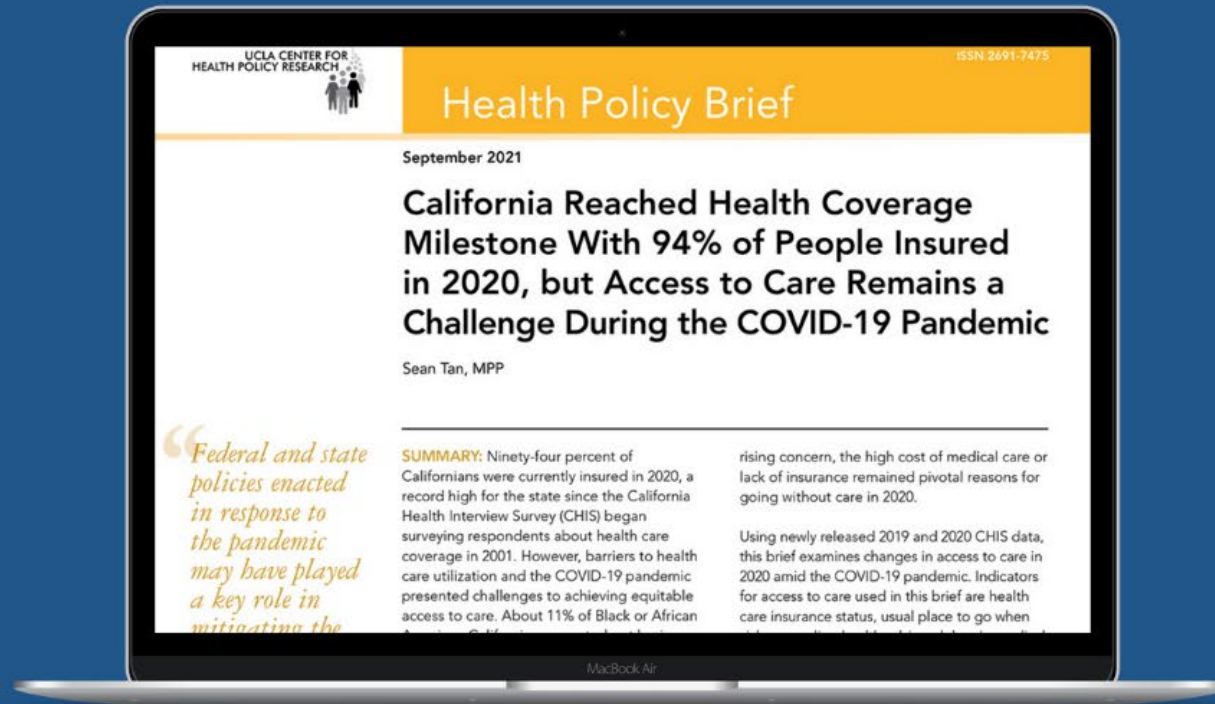 UCLA CENTER FOR
HEALTH POLICY RESEARCH
ISSN 2691-7475
Health Policy Brief
September 2021
California Reached Health Coverage
Milestone With 94% of People Insured
in 2020, but Access to Care Remains a
Challenge During the COVID-19 Pandemic
Sean Tan, MPP
“Federal and state
policies enacted
in response to
the pandemic
may have played
a key role in
mitigating the
SUMMARY: Ninety-four percent of
Californians were currently insured in 2020, a
record high for the state since the California
Health Interview Survey (CHIS) began
surveying respondents about health care
coverage in 2001. However, barriers to health
care utilization and the COVID-19 pandemic
presented challenges to achieving equitable
access to care. About 11% of Black or African
rising concern, the high cost of medical care or
lack of insurance remained pivotal reasons for
going without care in 2020.
Using newly released 2019 and 2020 CHIS data,
this brief examines changes in access to care in
2020 amid the COVID-19 pandemic. Indicators
for access to care used in this brief are health
care insurance status, usual place to go when
MacBook Air